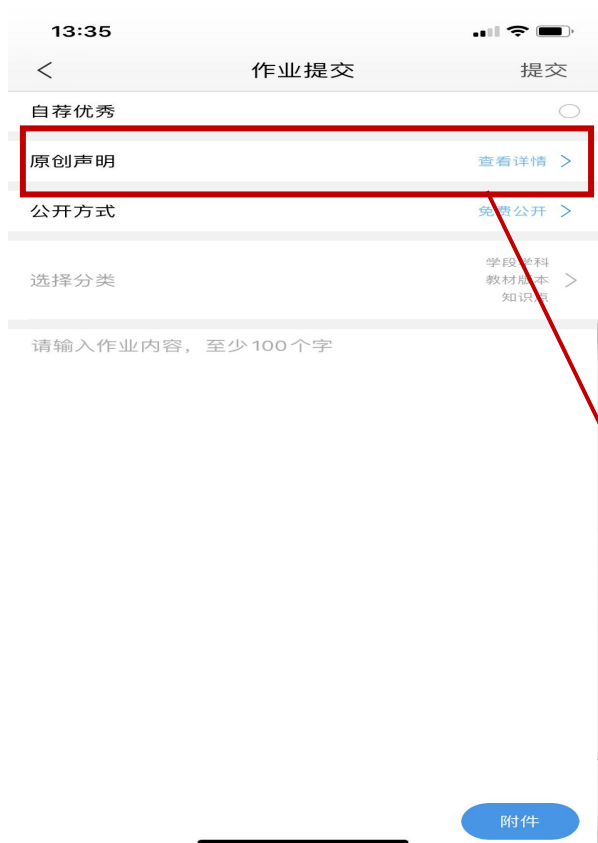 13:35
作业提交
提交
自荐优秀
原创声明
查看详情
公开方式
免费公开
选择分类
学段学科
教材版本
知识点
请输入作业内容，至少100个字
附件